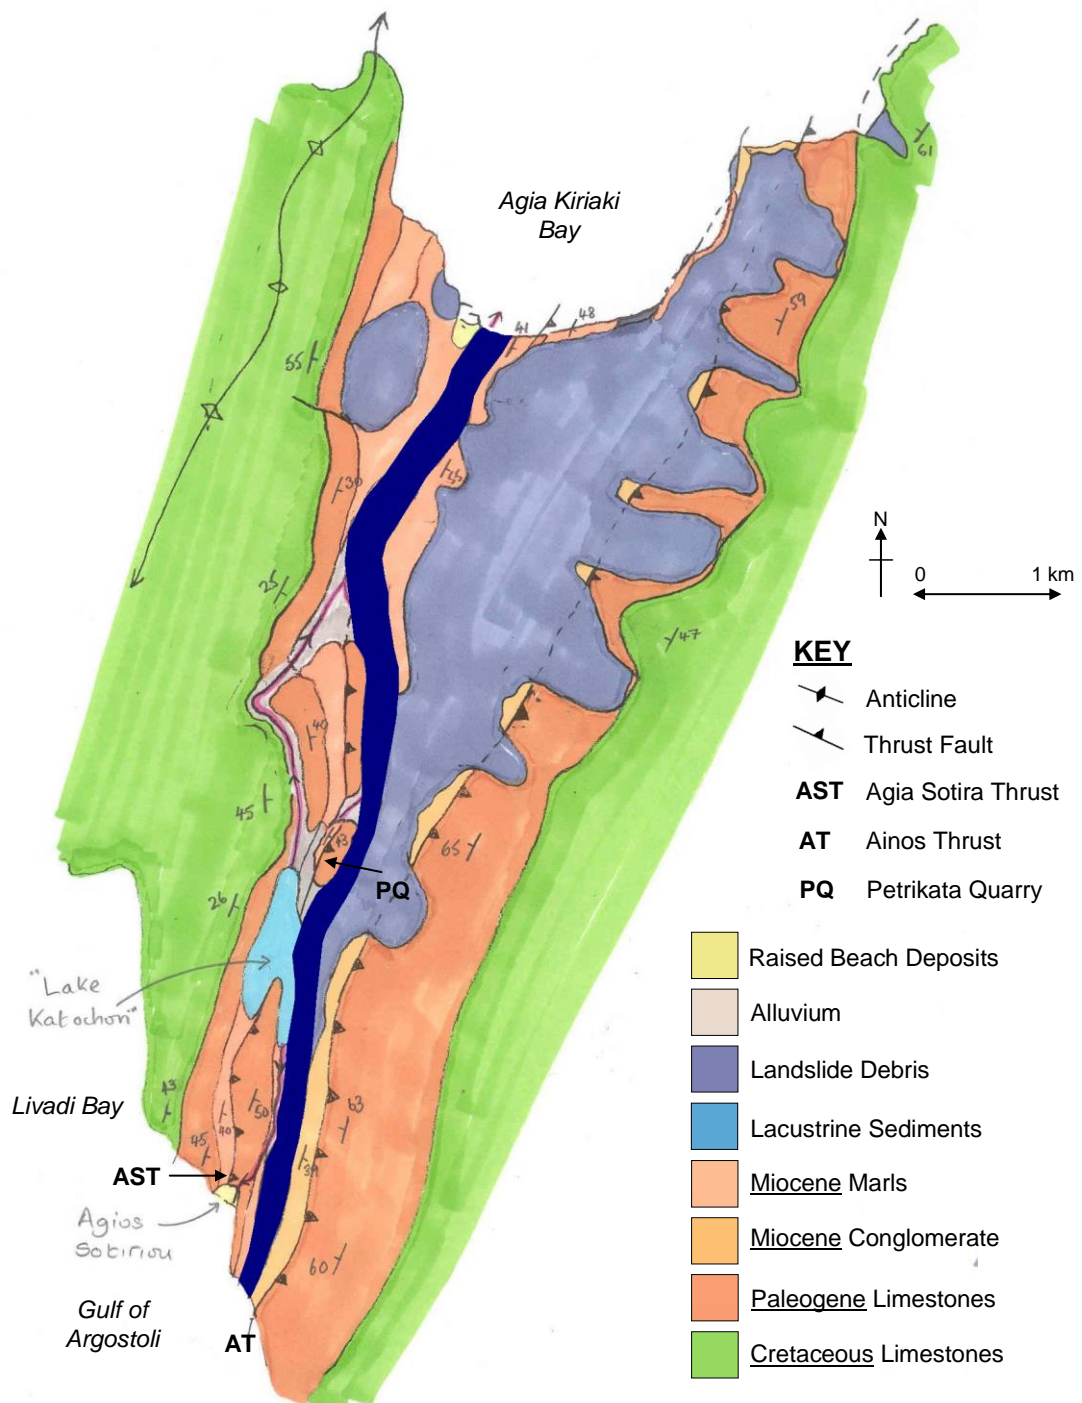 Agia Kiriaki
Bay
61
59
48
41
55
45
30
25
47
40
45
43
65
PQ
26
"Lake
Katochori"
N
0 1 km
KEY
Anticline
Thrust Fault
AST Agia Sotira Thrust
AT Ainos Thrust
PQ Petrikata Quarry
Raised Beach Deposits
Alluvium
Landslide Debris
Lacustrine Sediments
Miocene Marls
Miocene Conglomerate
Paleogene Limestones
Cretaceous Limestones
43
Livadi Bay
50
40
45
63
39
AST
Agios
Sotiriou
60
Gulf of
Argostoli
AT